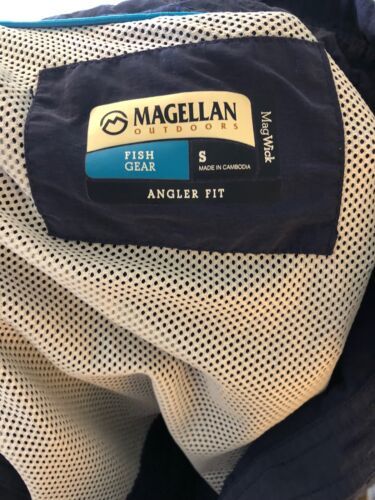 MAGELLAN
OUTDOORS
FISH
GEAR
S
MADE IN CAMBODIA
ANGLER FIT
MagWick